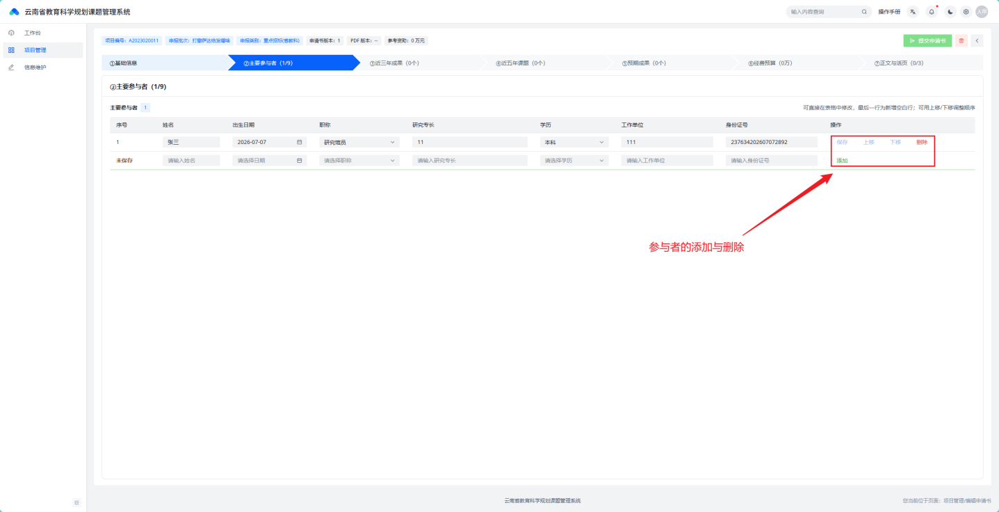 云南省教育科学规划课题管理系统
输入内容查询
操作手册
工作台
项目管理
信息维护
项目编号：A2023020011 申报批次：打撒萨达给发嘎嘎 申报类别：重点招标(省教科) 申请书版本：1 PDF 版本：-- 参考资助：0 万元
提交申请书
①基础信息 ②主要参与者（1/9） ③近三年成果（0个） ④近五年课题（0个） ⑤预期成果（0个） ⑥经费预算（0万） ⑦正文与活页（0/3）
②主要参与者（1/9）
主要参与者 1
可直接在表格中修改，最后一行为新增空白行；可用上移/下移调整顺序
序号 姓名 出生日期 职称 研究专长 学历 工作单位 身份证号 操作
1 张三 2026-07-07 研究馆员 11 本科 111 237634202607072892 保存 上移 下移 删除
未保存 请输入姓名 请选择日期 请选择职称 请输入研究专长 请选择学历 请输入工作单位 请输入身份证号 添加
参与者的添加与删除
云南省教育科学规划课题管理系统
您当前位于页面：项目管理/编辑申请书